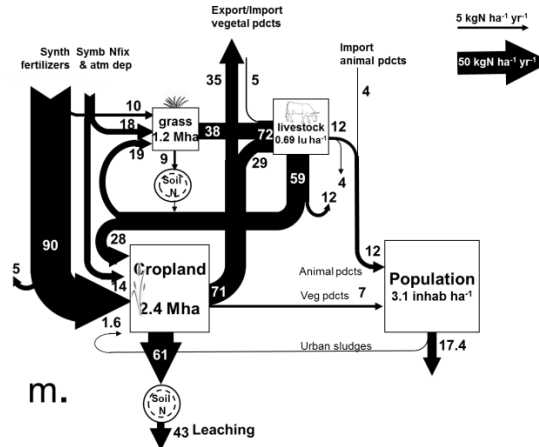 Export/Import
vegetal pdcts
5 kgN ha-1 yr-1
Synth
fertilizers
Symb Nfix
& atm dep
Import
animal pdcts
50 kgN ha-1 yr-1
35
5
4
10
grass
1.2 Mha
18
38
72
livestock
0.69 lu ha-1
12
19
9
29
4
Soil
N
59
12
90
28
12
5
Cropland
2.4 Mha
14
71
Animal pdcts
Veg pdcts
7
Population
3.1 inhab ha-1
1.6
61
Urban sludges
17.4
m.
Soil
N
43 Leaching